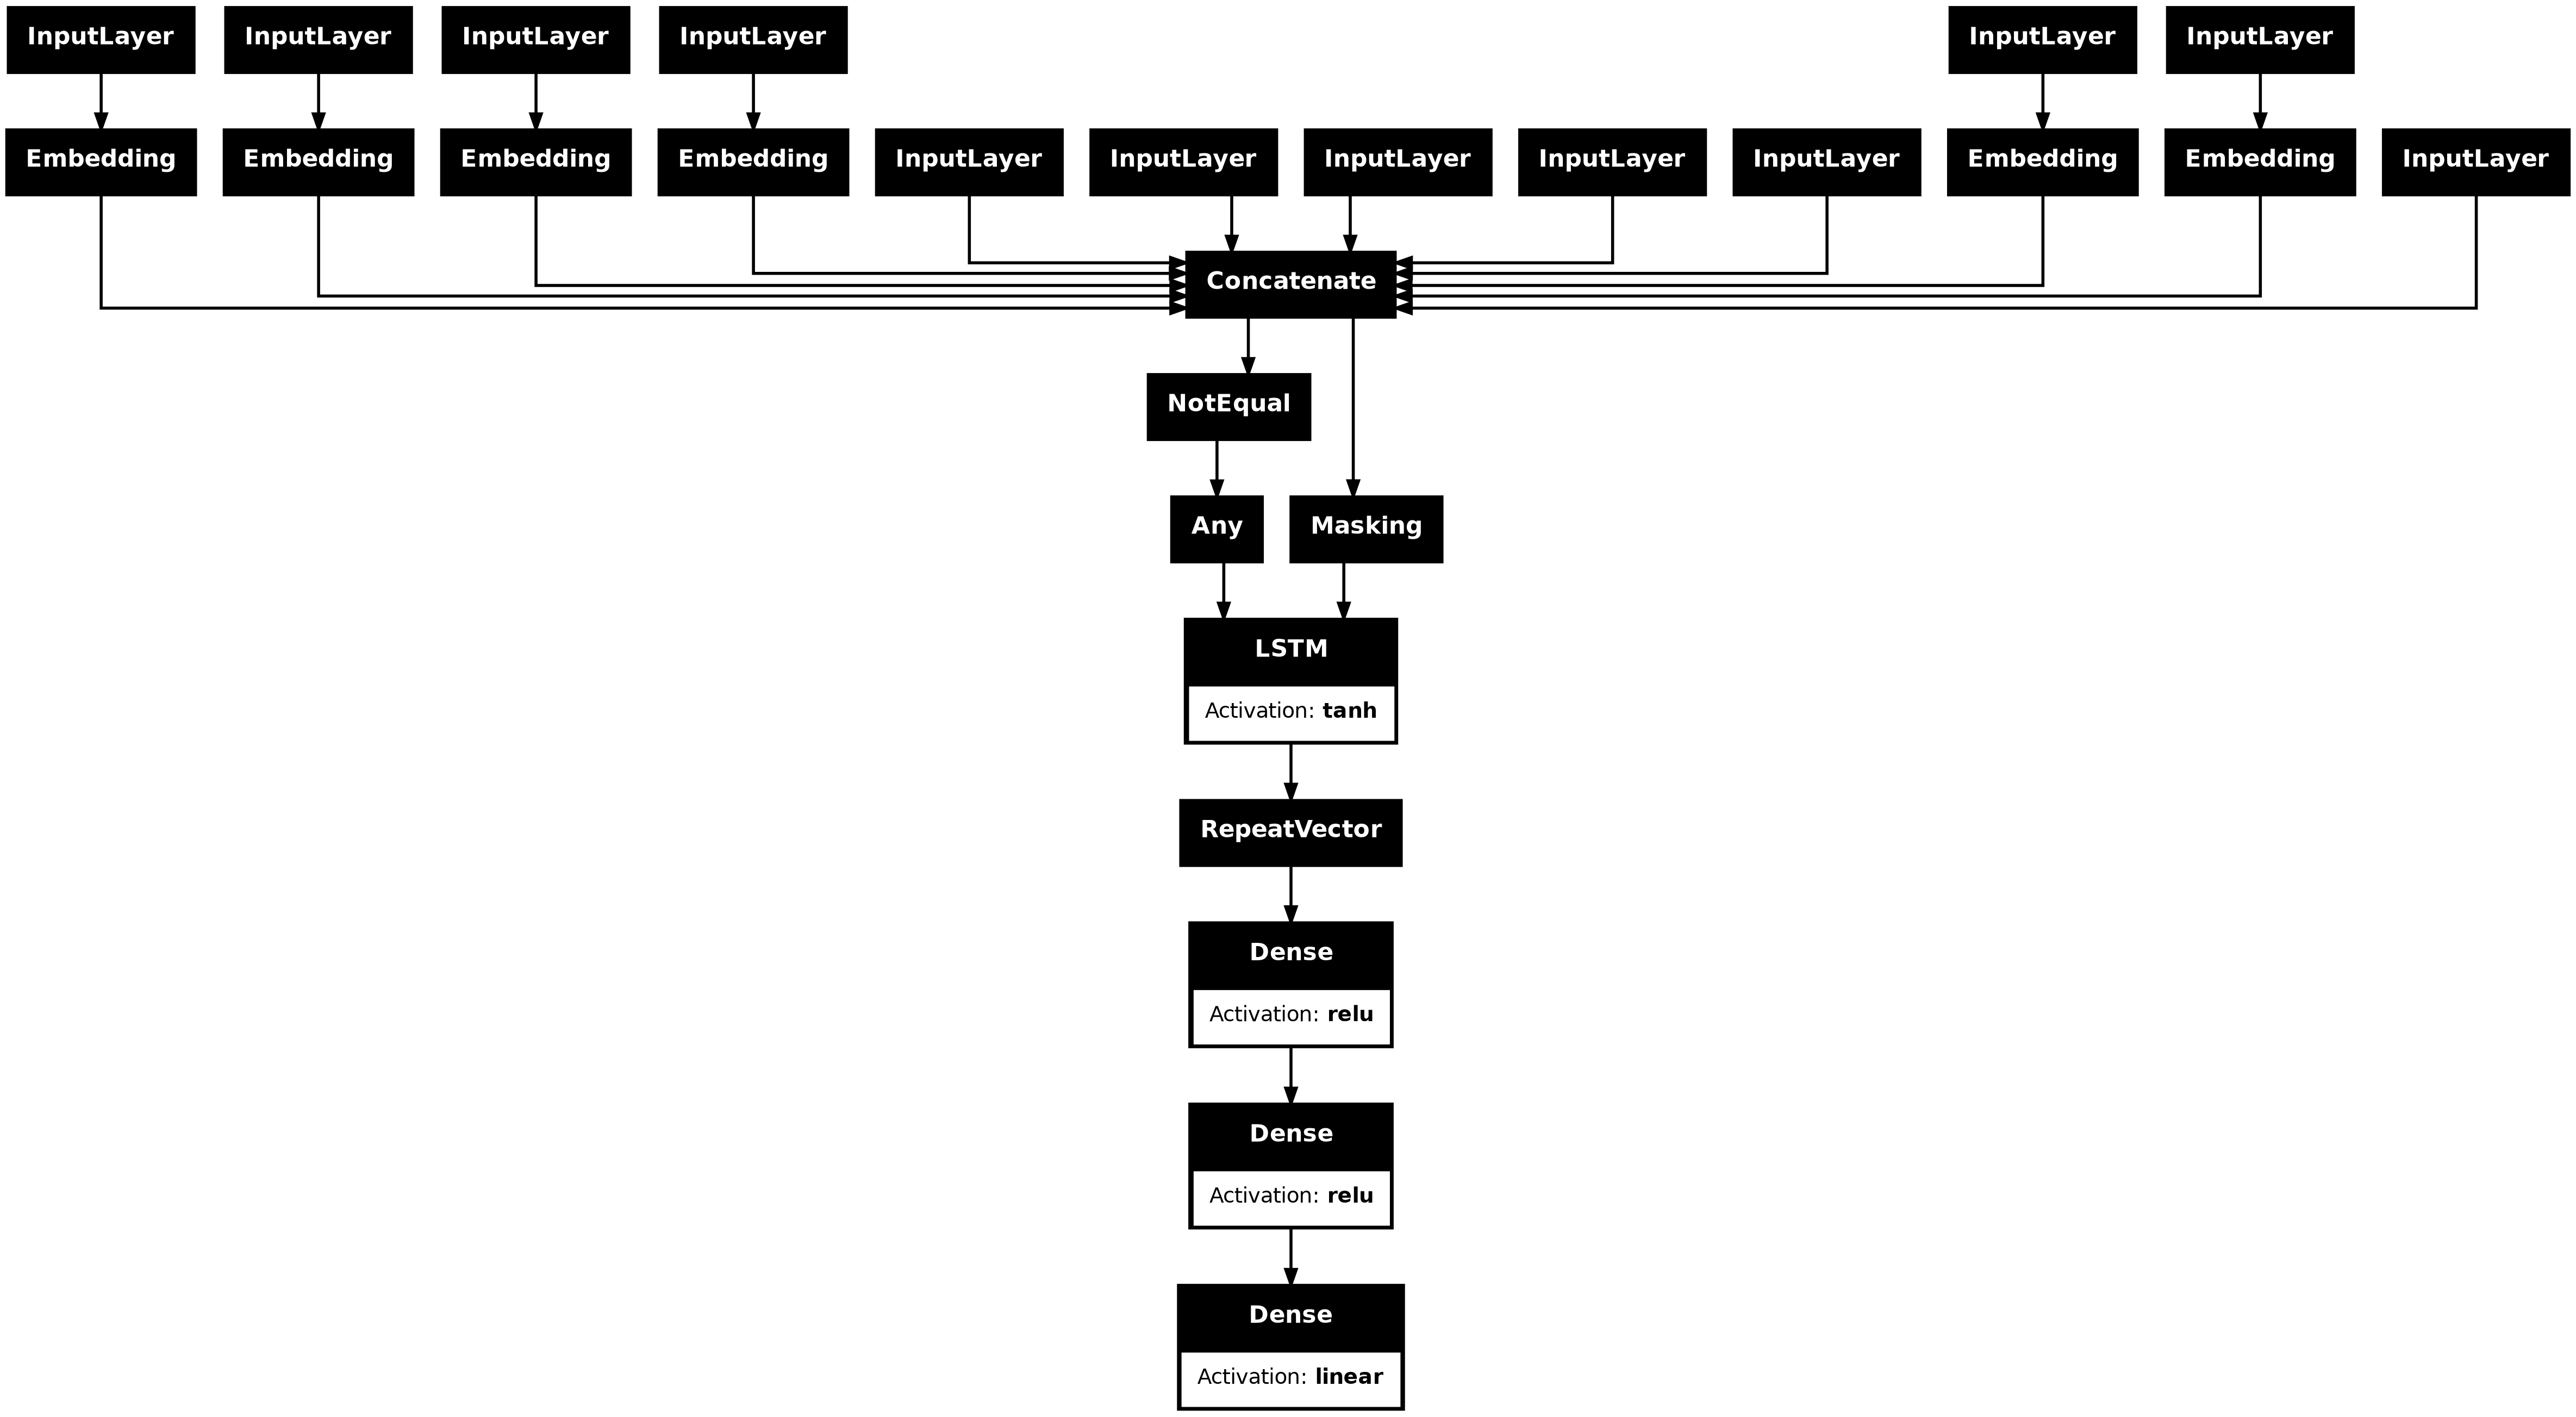 InputLayer InputLayer InputLayer InputLayer InputLayer InputLayer
Embedding Embedding Embedding Embedding InputLayer InputLayer InputLayer InputLayer InputLayer Embedding Embedding InputLayer
Concatenate
NotEqual
Any Masking
LSTM
Activation: tanh
RepeatVector
Dense
Activation: relu
Dense
Activation: relu
Dense
Activation: linear